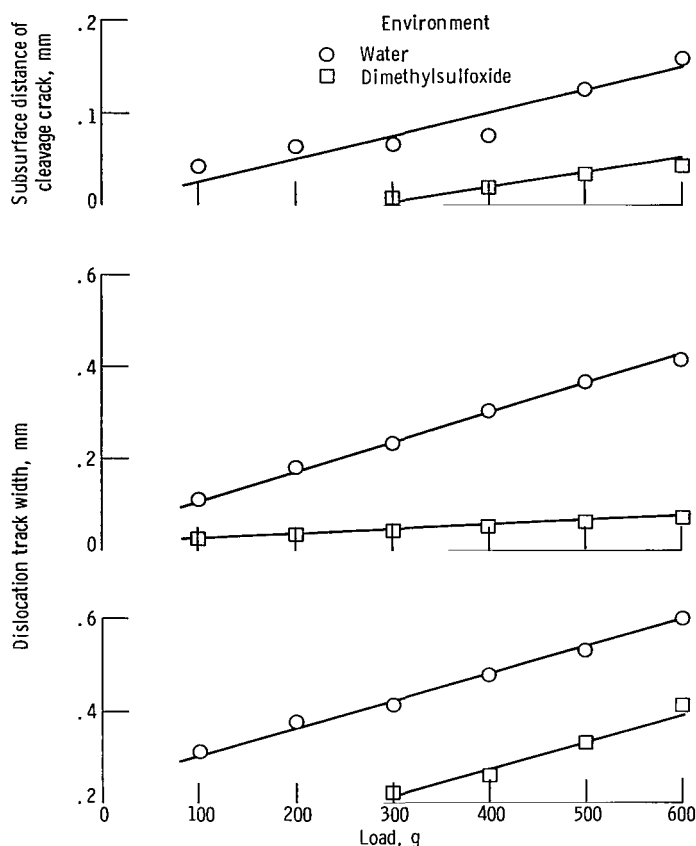 Environment
Water
Dimethylsulfoxide
Subsurface distance of
cleavage crack, mm
.2
.1
0
Dislocation track width, mm
.6
.4
.2
0
.6
.4
.2
0
100
200
300
400
500
600
Load, g